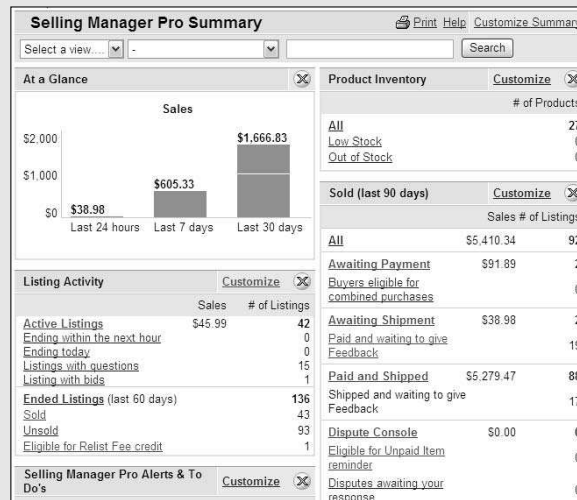 Selling Manager Pro Summary
Print Help Customize Summary
Select a view.... - Search
At a Glance
Sales
$2,000
$1,000
$0
$38.98
$605.33
$1,666.83
Last 24 hours Last 7 days Last 30 days
Listing Activity Customize
Sales # of Listings
Active Listings $45.99 42
Ending within the next hour 0
Ending today 0
Listings with questions 15
Listing with bids 1
Ended Listings (last 60 days) 136
Sold 43
Unsold 93
Eligible for Relist Fee credit 1
Selling Manager Pro Alerts & To
Do's
Customize
Product Inventory Customize
# of Products
All 27
Low Stock
Out of Stock
Sold (last 90 days) Customize
Sales # of Listings
All $5,410.34 92
Awaiting Payment $91.89 2
Buyers eligible for
combined purchases
Awaiting Shipment $38.98 2
Paid and waiting to give
Feedback
Paid and Shipped $5,279.47 88
Shipped and waiting to give
Feedback
Dispute Console $0.00
Eligible for Unpaid Item
reminder
Disputes awaiting your
response